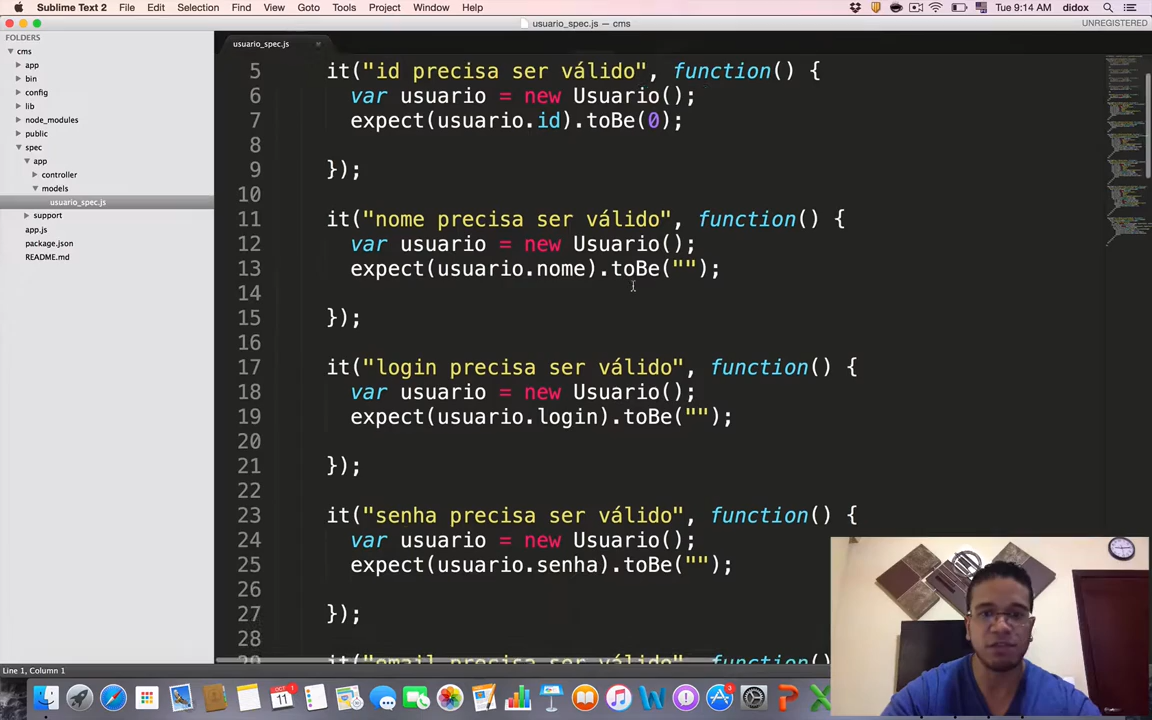 Sublime Text 2 File Edit Selection Find View Goto Tools Project Window Help Tue 9:14 AM didox
usuario_spec.js — cms UNREGISTERED
FOLDERS
cms
app
bin
config
lib
node_modules
public
spec
app
controller
models
usuario_spec.js
support
app.js
package.json
README.md
usuario_spec.js
5 it("id precisa ser válido", function() {
6 var usuario = new Usuario();
7 expect(usuario.id).toBe(0);
8
9 });
10
11 it("nome precisa ser válido", function() {
12 var usuario = new Usuario();
13 expect(usuario.nome).toBe("");
14
15 });
16
17 it("login precisa ser válido", function() {
18 var usuario = new Usuario();
19 expect(usuario.login).toBe("");
20
21 });
22
23 it("senha precisa ser válido", function() {
24 var usuario = new Usuario();
25 expect(usuario.senha).toBe("");
26
27 });
28
it("email precisa ser válido", function()
Line 1, Column 1